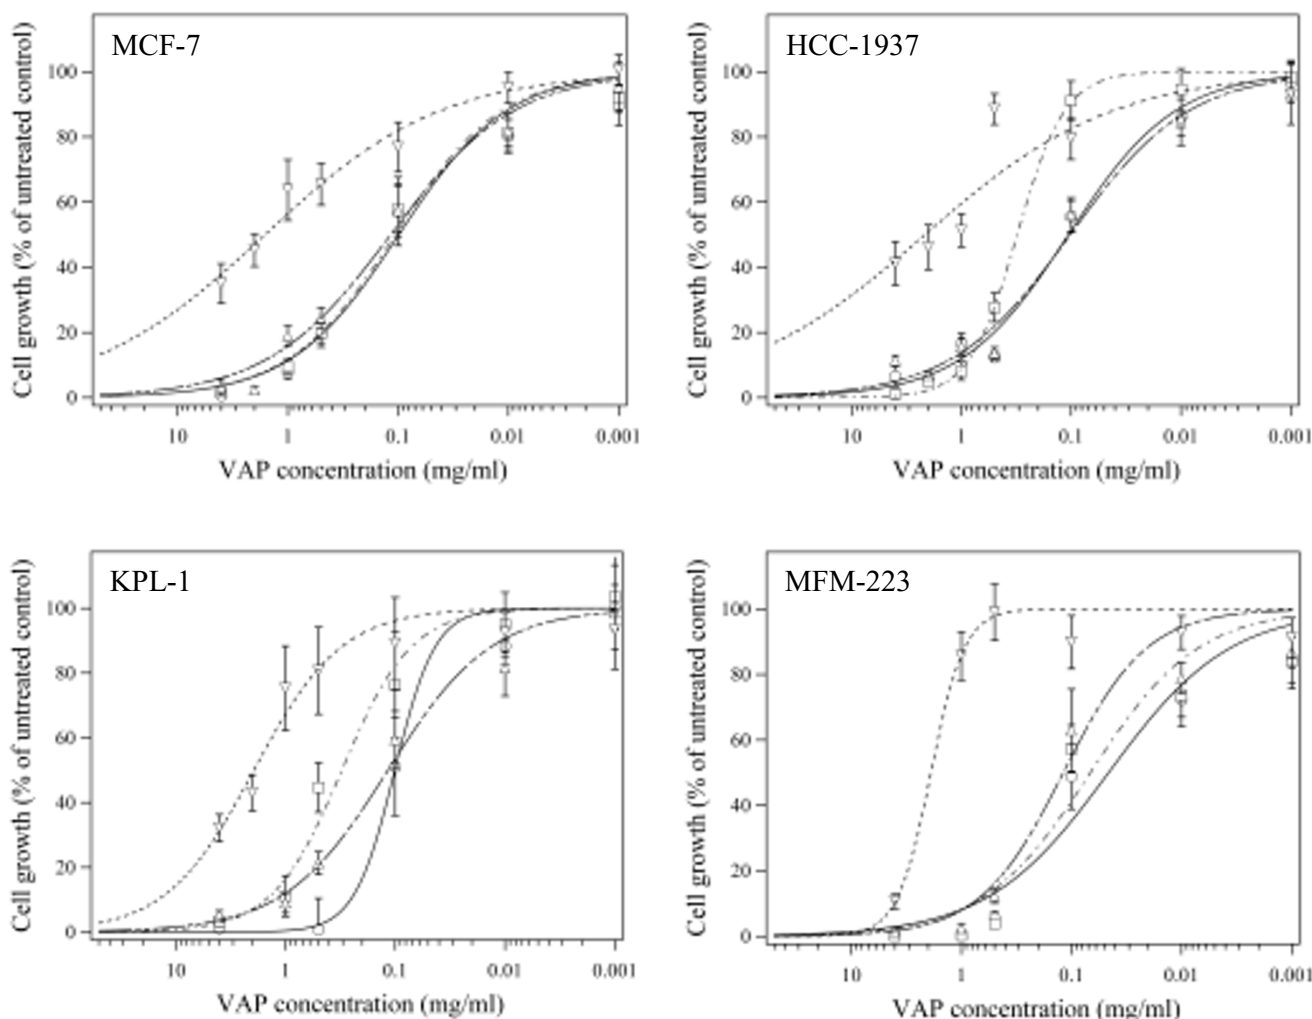 MCF-7
Cell growth (% of untreated control)
100
80
60
40
20
0
10 1 0.1 0.01 0.001
VAP concentration (mg/ml)
HCC-1937
Cell growth (% of untreated control)
100
80
60
40
20
0
10 1 0.1 0.01 0.001
VAP concentration (mg/ml)
KPL-1
Cell growth (% of untreated control)
100
80
60
40
20
0
10 1 0.1 0.01 0.001
VAP concentration (mg/ml)
MFM-223
Cell growth (% of untreated control)
100
80
60
40
20
0
10 1 0.1 0.01 0.001
VAP concentration (mg/ml)